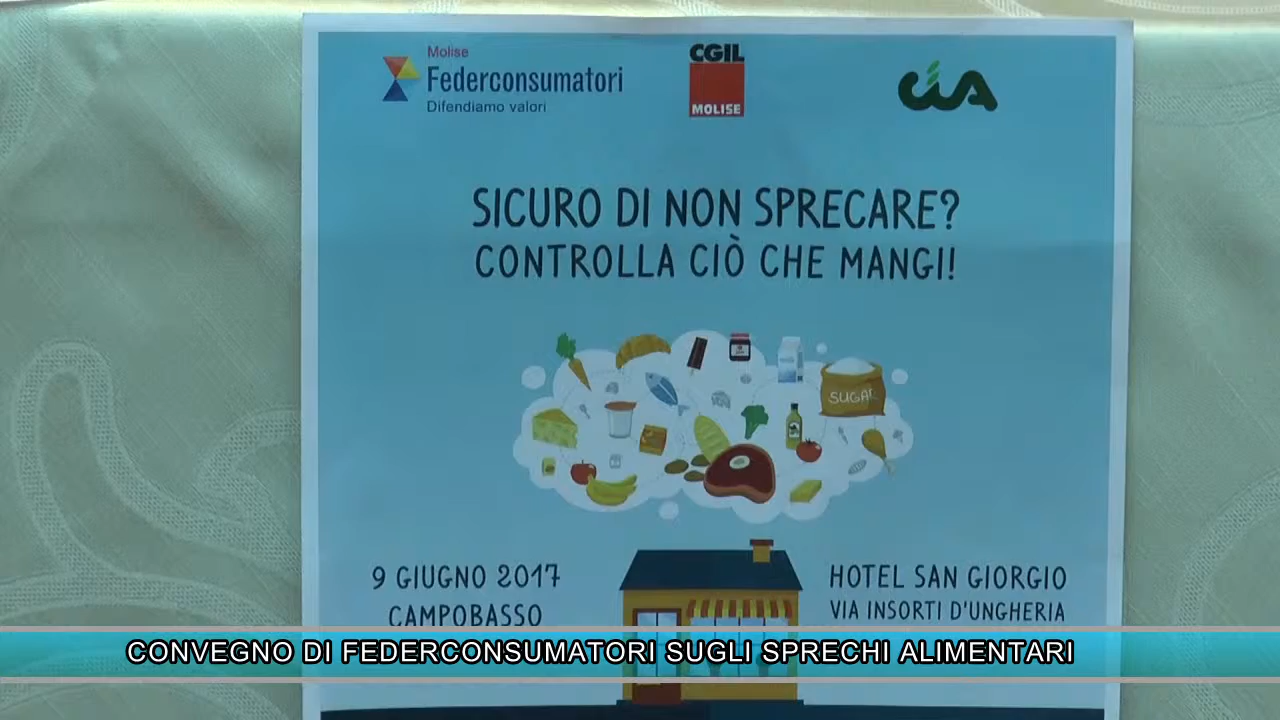 Molise
Federconsumatori
Difendiamo valori
CGIL
MOLISE
CIA
SICURO DI NON SPRECARE?
CONTROLLA CIÒ CHE MANGI!
SUGAR
9 GIUGNO 2017
CAMPOBASSO
HOTEL SAN GIORGIO
VIA INSORTI D'UNGHERIA
CONVEGNO DI FEDERCONSUMATORI SUGLI SPRECHI ALIMENTARI